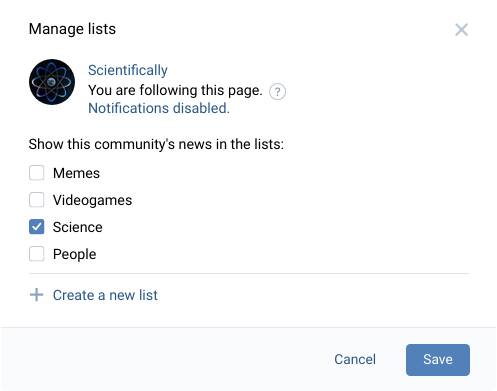 Manage lists
Scientifically
You are following this page. ?
Notifications disabled.
Show this community's news in the lists:
Memes
Videogames
Science
People
+ Create a new list
Cancel Save